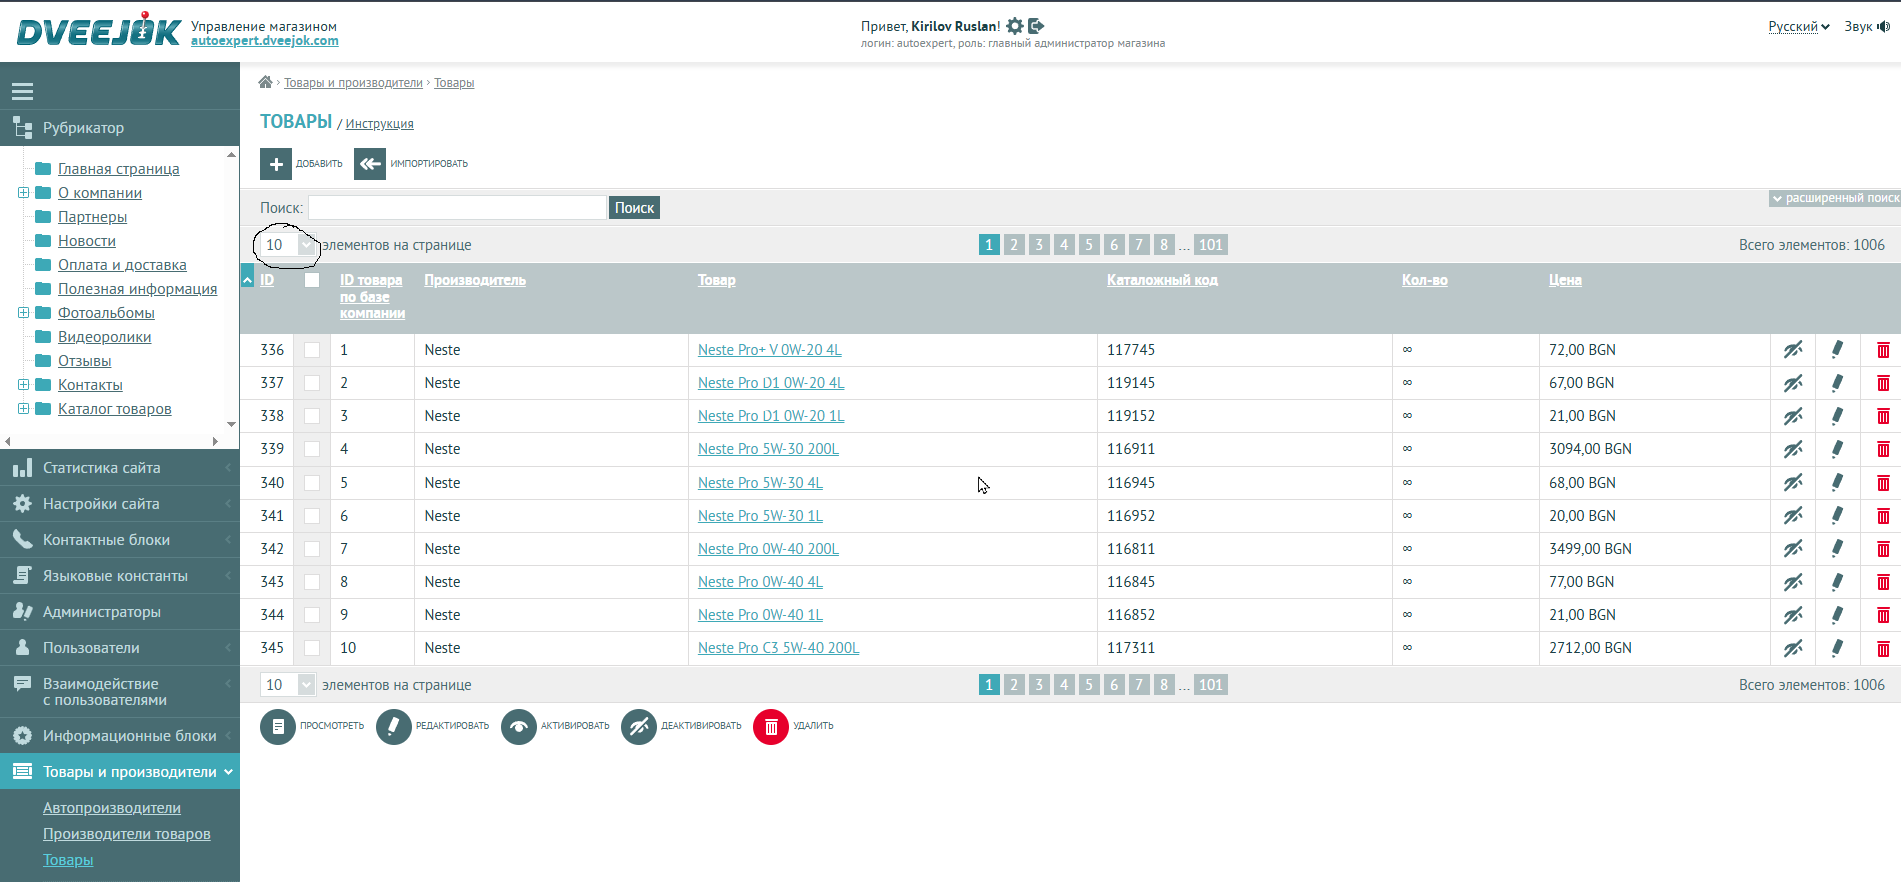 DVEEJOK
Управление магазином
autoexpert.dveejok.com
Привет, Kirilov Ruslan!
логин: autoexpert, роль: главный администратор магазина
Русский
Звук
Рубрикатор
Главная страница
О компании
Партнеры
Новости
Оплата и доставка
Полезная информация
Фотоальбомы
Видеоролики
Отзывы
Контакты
Каталог товаров
Статистика сайта
Настройки сайта
Контактные блоки
Языковые константы
Администраторы
Пользователи
Взаимодействие
с пользователями
Информационные блоки
Товары и производители
Автопроизводители
Производители товаров
Товары
› Товары и производители › Товары
ТОВАРЫ / Инструкция
ДОБАВИТЬ ИМПОРТИРОВАТЬ
Поиск: Поиск
расширенный поиск
10 элементов на странице 1 2 3 4 5 6 7 8 ... 101 Всего элементов: 1006
ID ID товара по базе компании Производитель Товар Каталожный код Кол-во Цена
336 1 Neste Neste Pro+ V 0W-20 4L 117745 ∞ 72,00 BGN
337 2 Neste Neste Pro D1 0W-20 4L 119145 ∞ 67,00 BGN
338 3 Neste Neste Pro D1 0W-20 1L 119152 ∞ 21,00 BGN
339 4 Neste Neste Pro 5W-30 200L 116911 ∞ 3094,00 BGN
340 5 Neste Neste Pro 5W-30 4L 116945 ∞ 68,00 BGN
341 6 Neste Neste Pro 5W-30 1L 116952 ∞ 20,00 BGN
342 7 Neste Neste Pro 0W-40 200L 116811 ∞ 3499,00 BGN
343 8 Neste Neste Pro 0W-40 4L 116845 ∞ 77,00 BGN
344 9 Neste Neste Pro 0W-40 1L 116852 ∞ 21,00 BGN
345 10 Neste Neste Pro C3 5W-40 200L 117311 ∞ 2712,00 BGN
10 элементов на странице 1 2 3 4 5 6 7 8 ... 101 Всего элементов: 1006
ПРОСМОТРЕТЬ РЕДАКТИРОВАТЬ АКТИВИРОВАТЬ ДЕАКТИВИРОВАТЬ УДАЛИТЬ